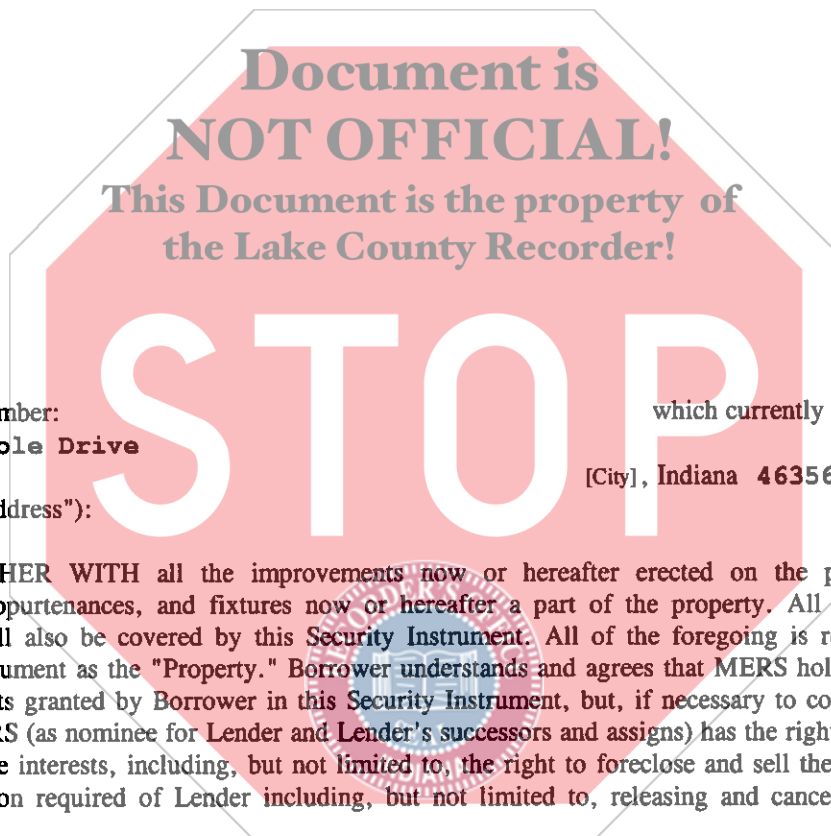 Document is
NOT OFFICIAL!
This Document is the property of
the Lake County Recorder!
STOP
mber: which currently
ole Drive
[City], Indiana 46356
ddress"):
HER WITH all the improvements now or hereafter erected on the p
ppurtenances, and fixtures now or hereafter a part of the property. All
ll also be covered by this Security Instrument. All of the foregoing is r
ument as the "Property." Borrower understands and agrees that MERS hol
ts granted by Borrower in this Security Instrument, but, if necessary to co
RS (as nominee for Lender and Lender's successors and assigns) has the right
e interests, including, but not limited to, the right to foreclose and sell the
on required of Lender including, but not limited to, releasing and cance